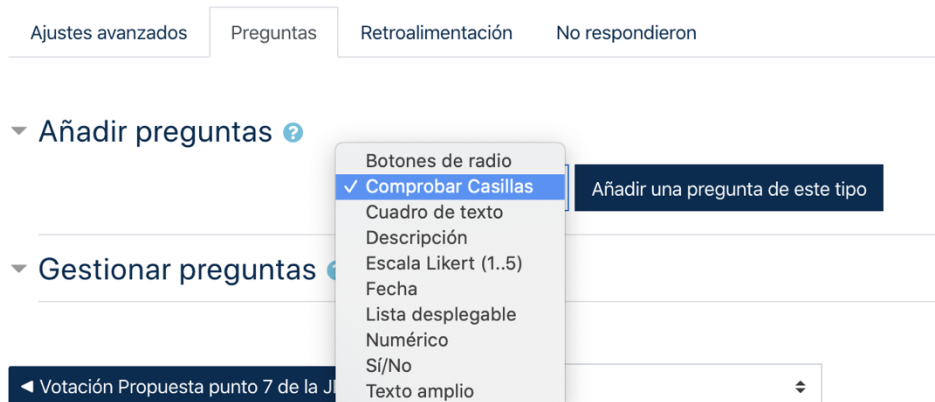 Ajustes avanzados Preguntas Retroalimentación No respondieron
Añadir preguntas ?
Botones de radio
✓ Comprobar Casillas
Añadir una pregunta de este tipo
Cuadro de texto
Descripción
Escala Likert (1..5)
Gestionar preguntas
Fecha
Lista desplegable
Numérico
Sí/No
◄ Votación Propuesta punto 7 de la
Texto amplio